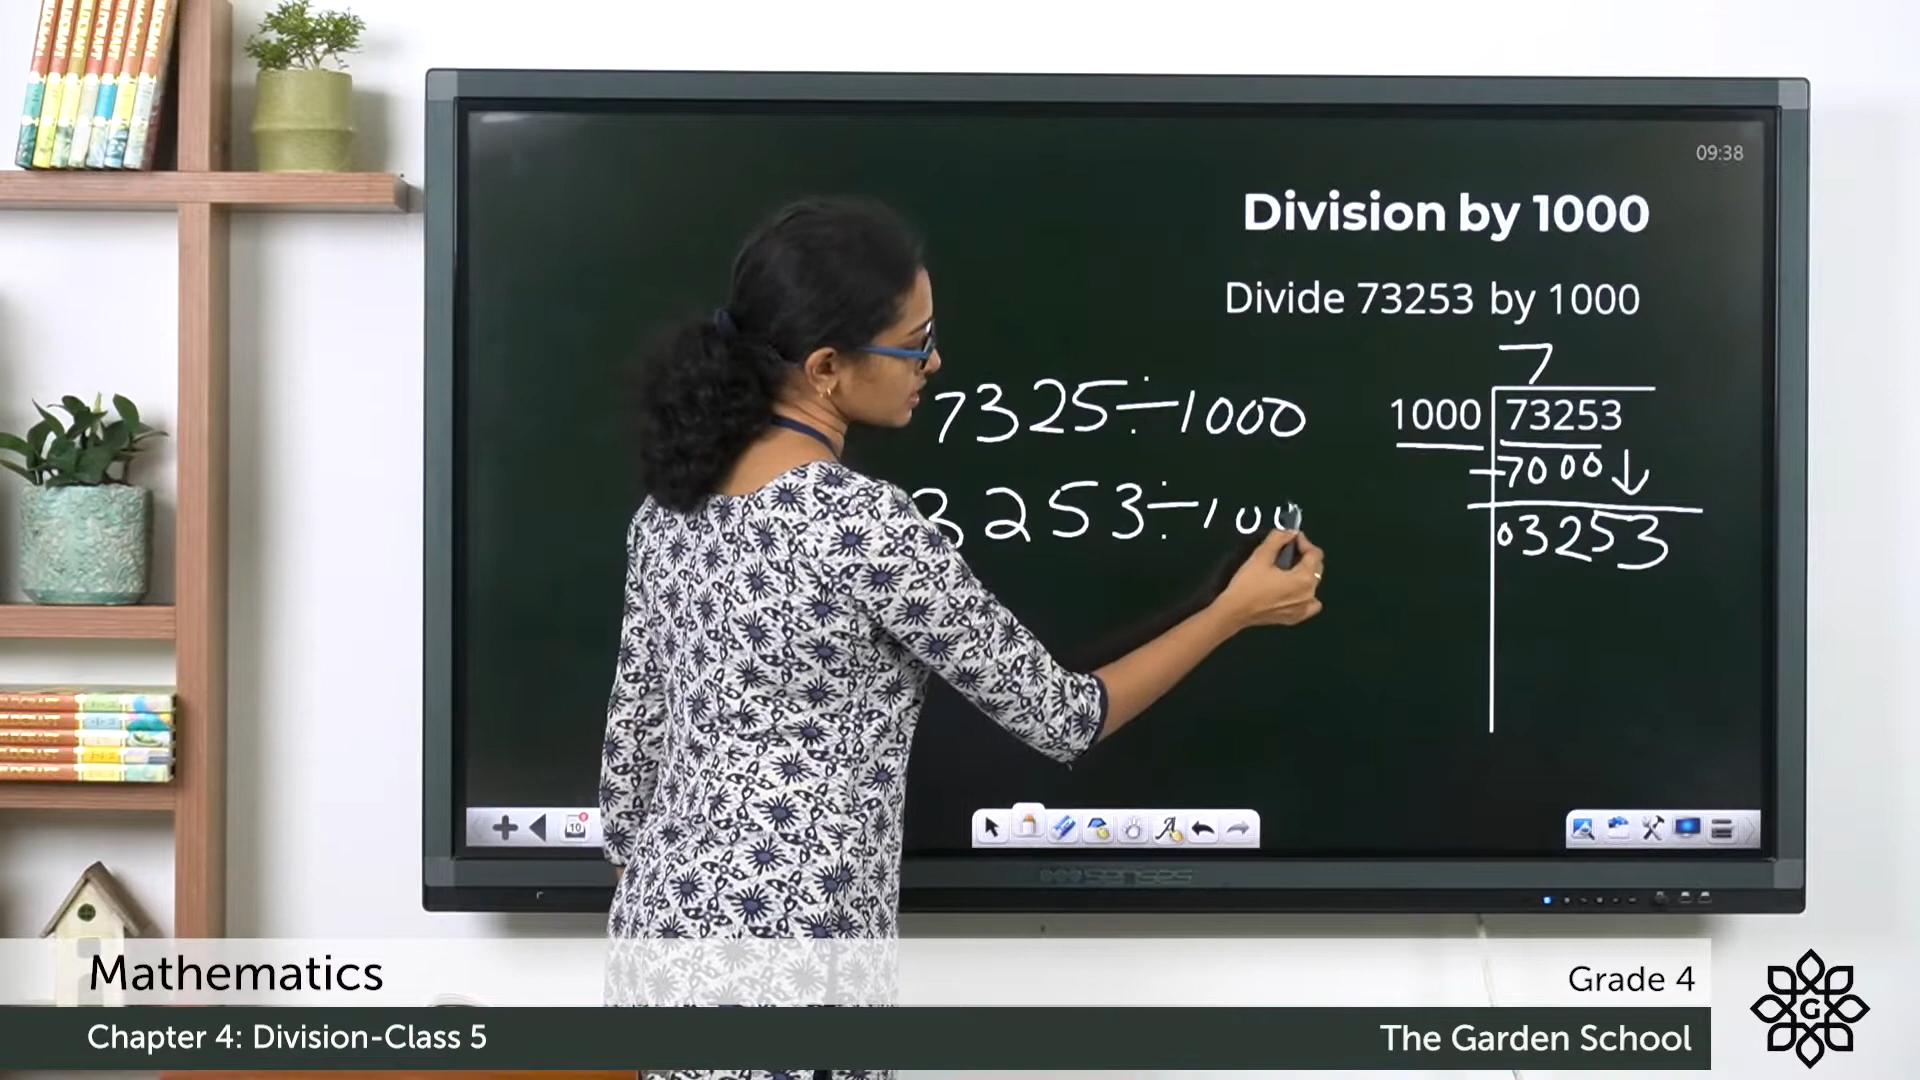 09:38
Division by 1000
Divide 73253 by 1000
7
1000 73253
-7000↓
03253
7325÷1000
3253÷100
10
Mathematics
Grade 4
Chapter 4: Division-Class 5
The Garden School
G